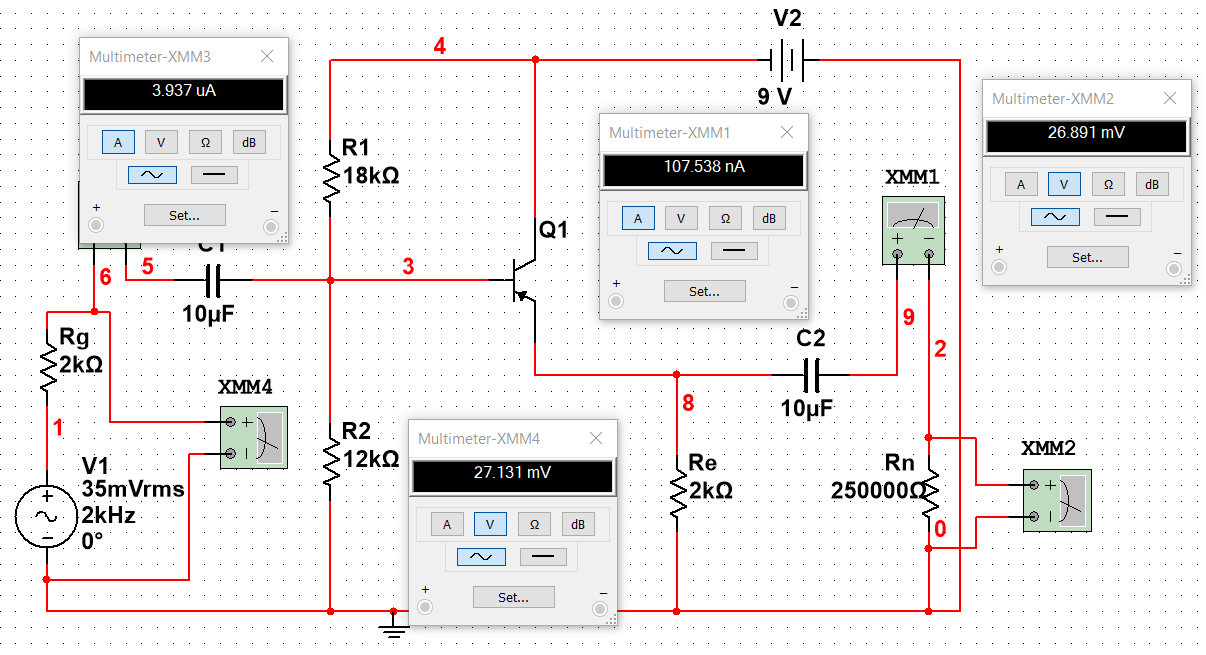 V2
4
9 V
Multimeter-XMM3
3.937 uA
A V Ω dB
+ −
Set...
Multimeter-XMM1
107.538 nA
A V Ω dB
+ −
Set...
Multimeter-XMM2
26.891 mV
A V Ω dB
+ −
Set...
R1
18kΩ
XMM1
+ −
Q1
C1
6
5
3
10µF
9
2
Rg
2kΩ
C2
10µF
8
XMM4
+
1
V1
35mVrms
2kHz
0°
+
−
R2
12kΩ
Multimeter-XMM4
27.131 mV
A V Ω dB
+ −
Set...
Re
2kΩ
Rn
250000Ω
0
XMM2
+